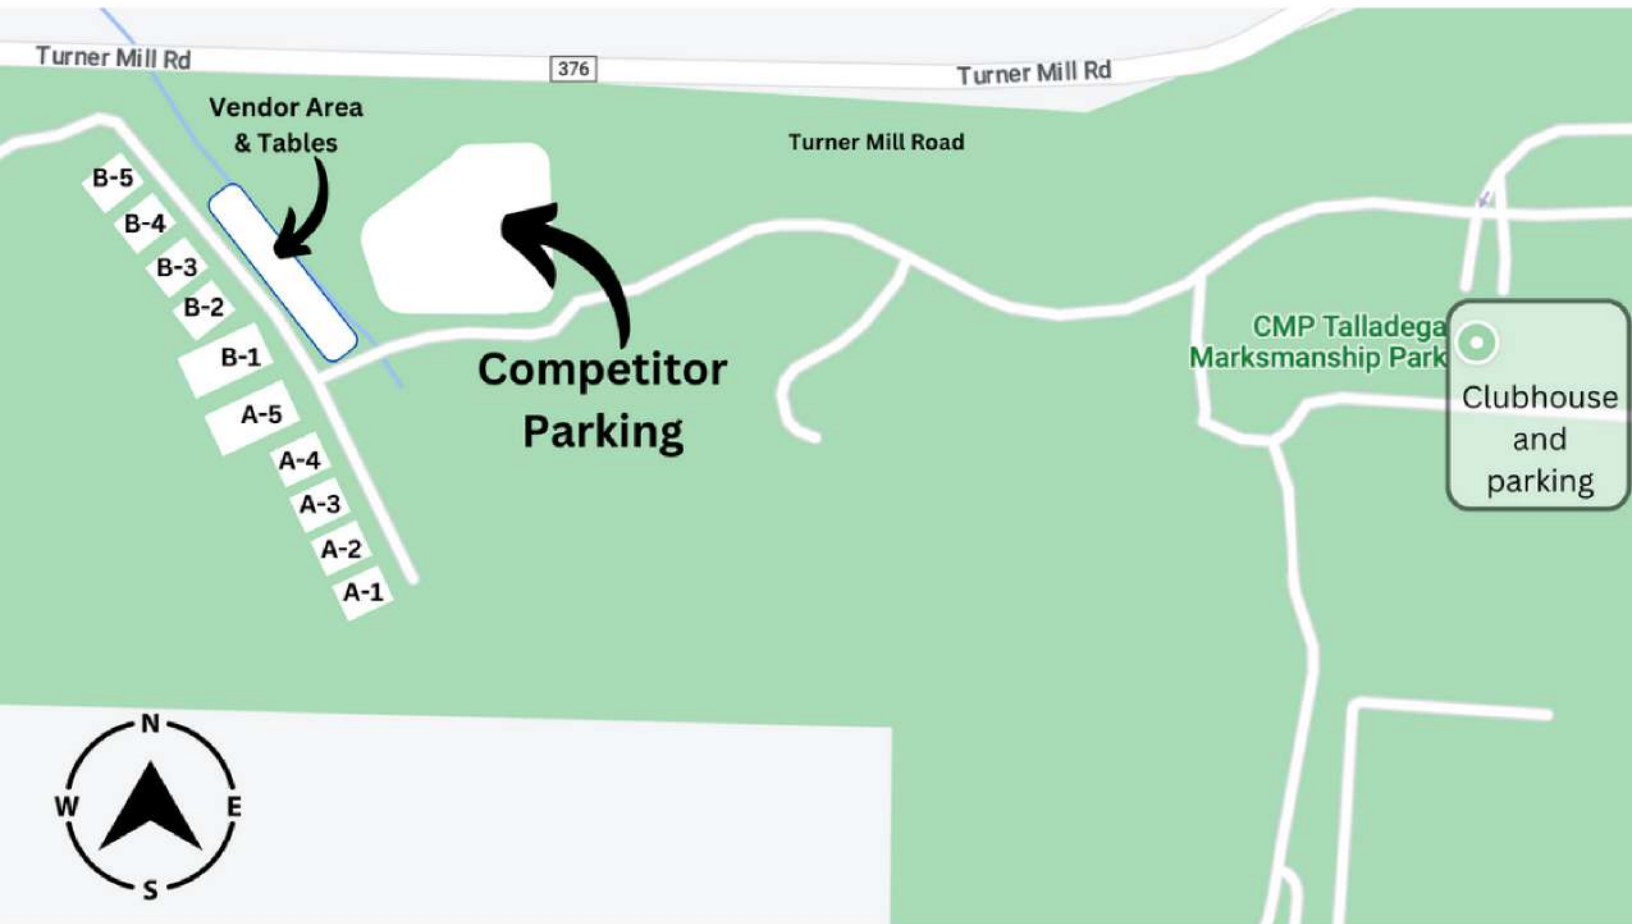 Turner Mill Rd
376
Turner Mill Rd
Vendor Area
& Tables
Turner Mill Road
B-5
B-4
B-3
B-2
B-1
A-5
A-4
A-3
A-2
A-1
Competitor
Parking
CMP Talladega
Marksmanship Park
Clubhouse
and
parking
N
W
E
S